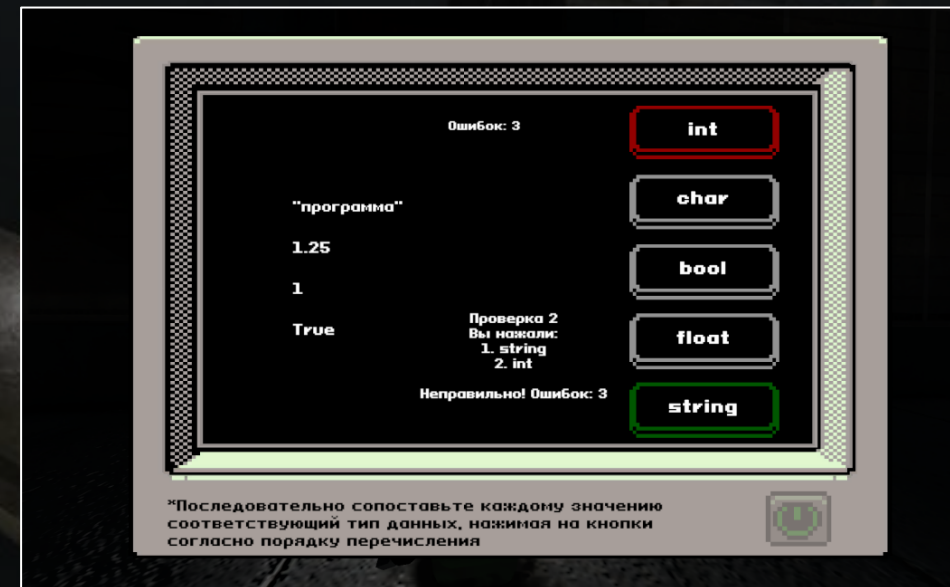 Ошибок: 3
"программа"
1.25
1
True
Проверка 2
Вы нажали:
1. string
2. int
Неправильно! Ошибок: 3
int
char
bool
float
string
*Последовательно сопоставьте каждому значению
соответствующий тип данных, нажимая на кнопки
согласно порядку перечисления